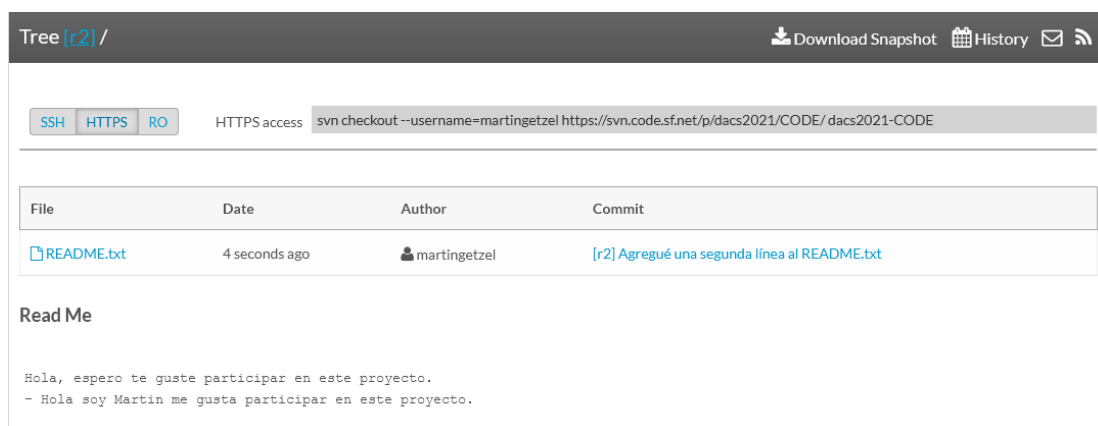 Tree [r2] / Download Snapshot History
SSH HTTPS RO HTTPS access svn checkout --username=martingetzel https://svn.code.sf.net/p/dacs2021/CODE/ dacs2021-CODE
File Date Author Commit
README.txt 4 seconds ago martingetzel [r2] Agregué una segunda línea al README.txt
Read Me
Hola, espero te guste participar en este proyecto.
- Hola soy Martin me gusta participar en este proyecto.